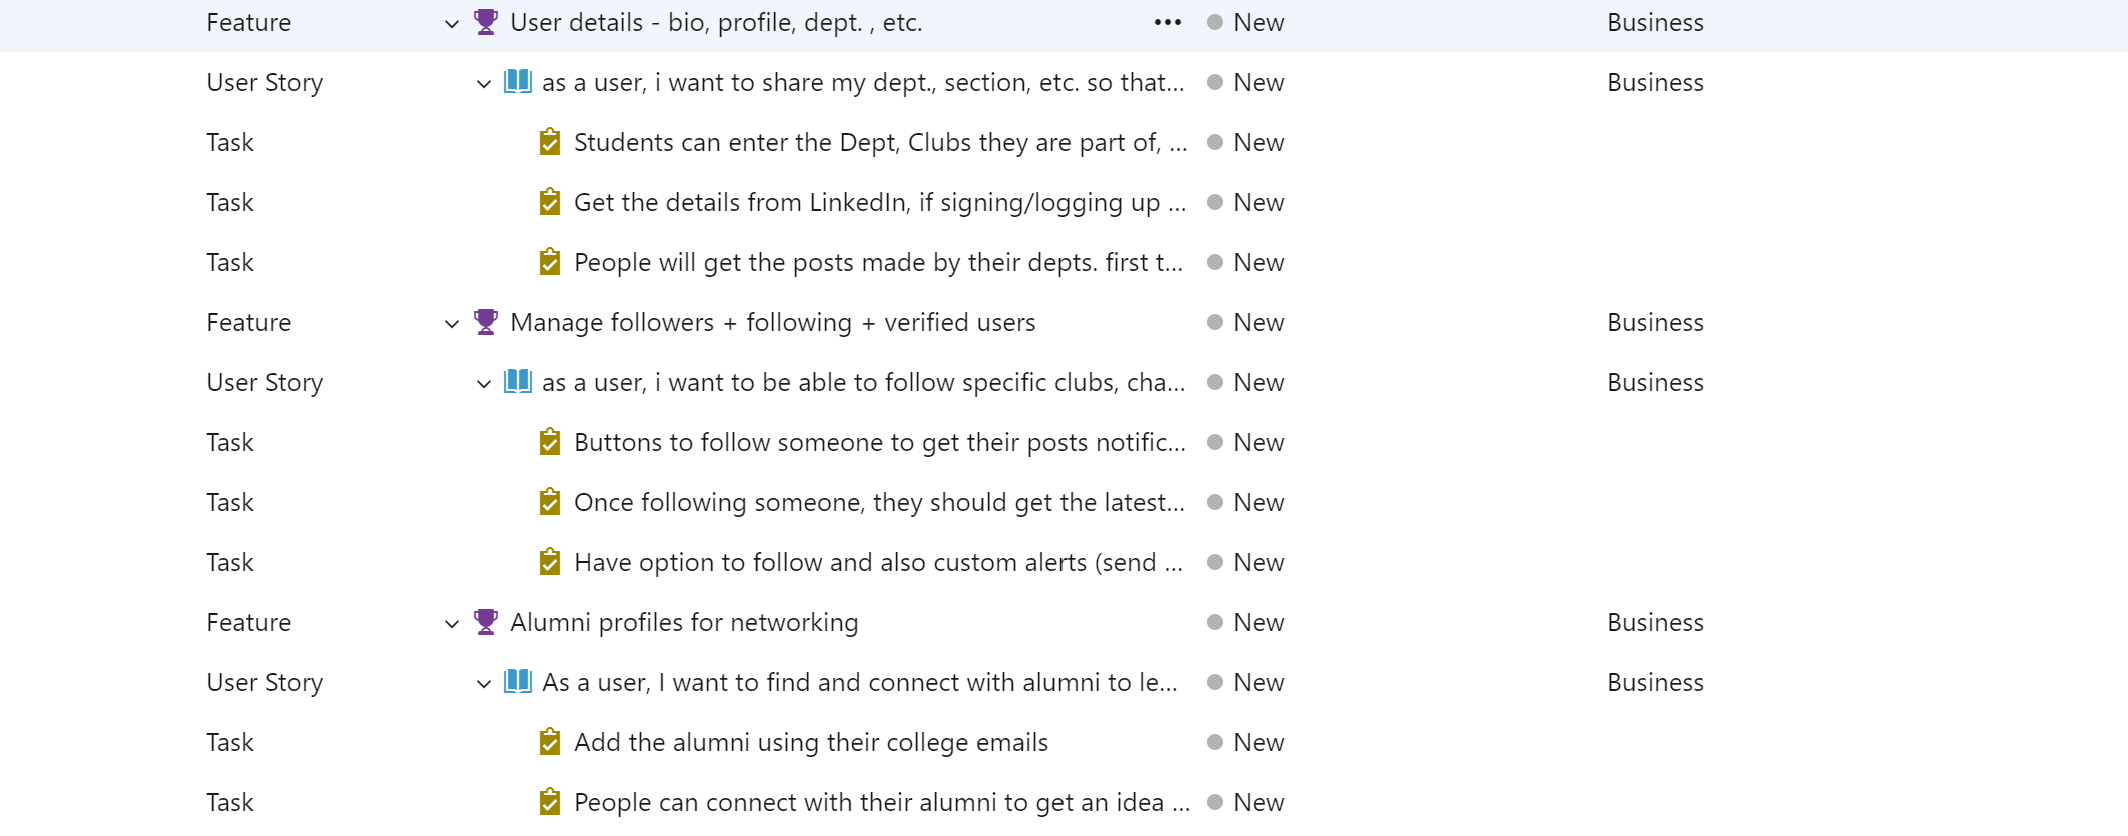 Feature User details - bio, profile, dept. , etc. ••• New Business
User Story as a user, i want to share my dept., section, etc. so that... New Business
Task Students can enter the Dept, Clubs they are part of, ... New
Task Get the details from LinkedIn, if signing/logging up ... New
Task People will get the posts made by their depts. first t... New
Feature Manage followers + following + verified users New Business
User Story as a user, i want to be able to follow specific clubs, cha... New Business
Task Buttons to follow someone to get their posts notific... New
Task Once following someone, they should get the latest... New
Task Have option to follow and also custom alerts (send ... New
Feature Alumni profiles for networking New Business
User Story As a user, I want to find and connect with alumni to le... New Business
Task Add the alumni using their college emails New
Task People can connect with their alumni to get an idea ... New